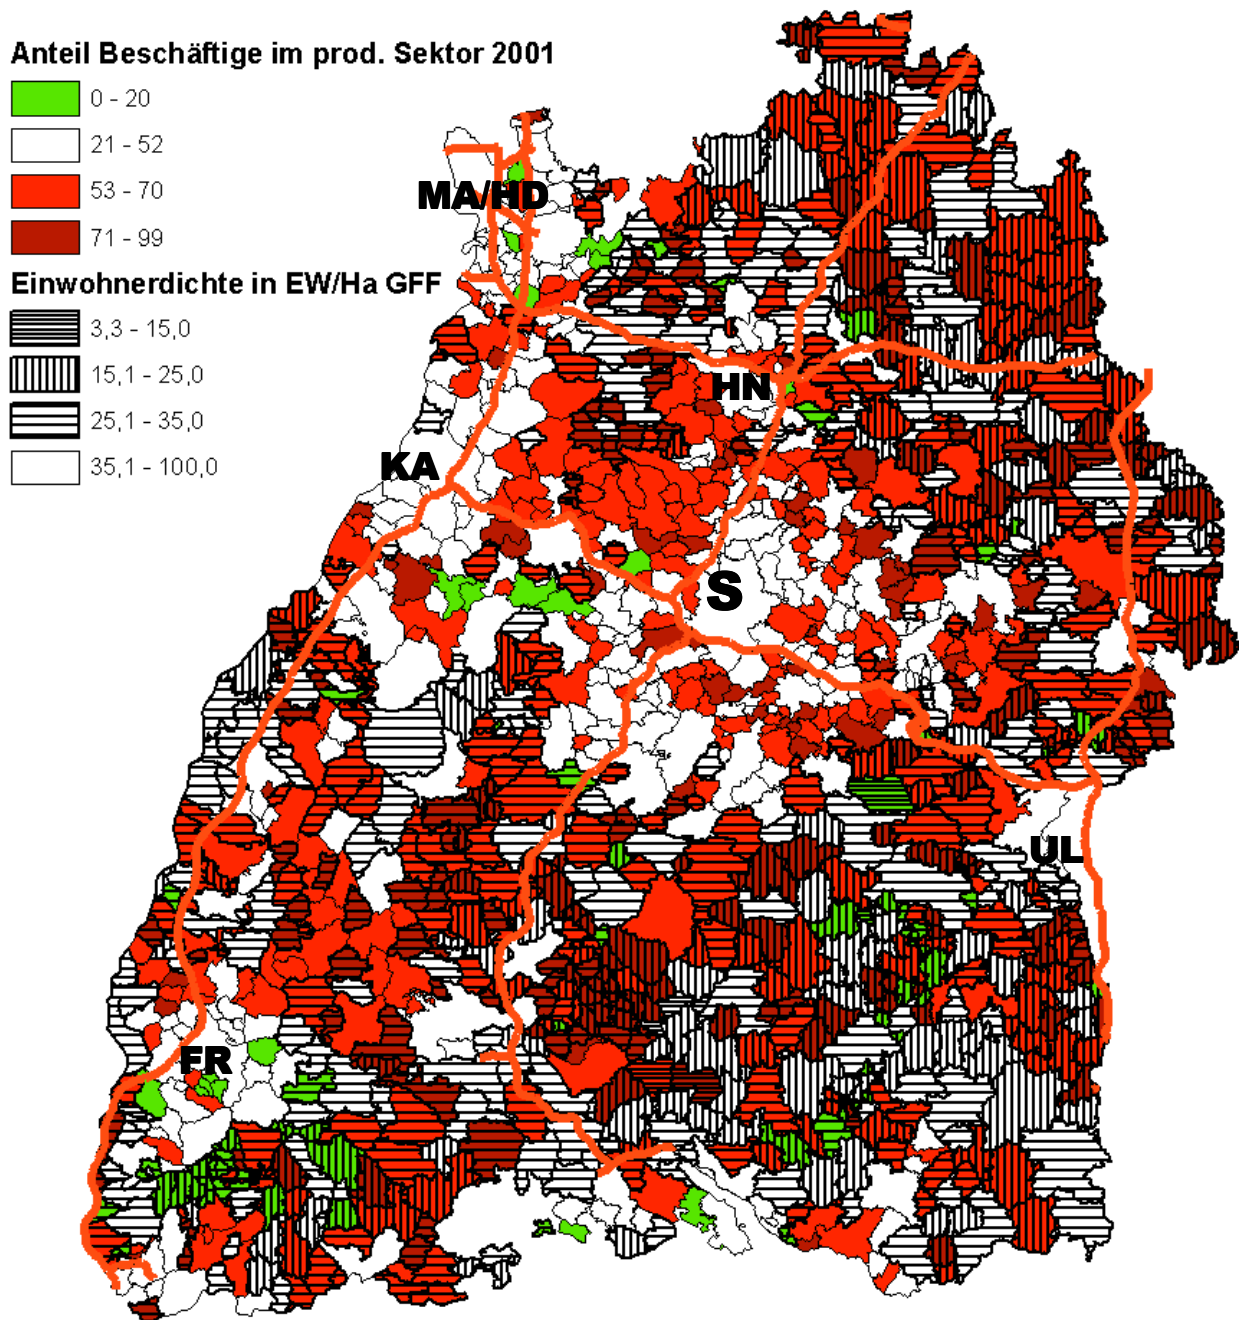 Anteil Beschäftige im prod. Sektor 2001
0 - 20
21 - 52
53 - 70
71 - 99
Einwohnerdichte in EW/Ha GFF
3,3 - 15,0
15,1 - 25,0
25,1 - 35,0
35,1 - 100,0
MA/HD
HN
KA
S
UL
FR